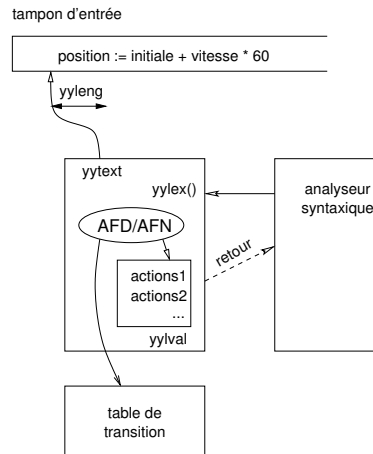 tampon d'entrée
position := initiale + vitesse * 60
yyleng
yytext
yylex()
analyseur
syntaxique
AFD/AFN
retour
actions1
actions2
...
yylval
table de
transition